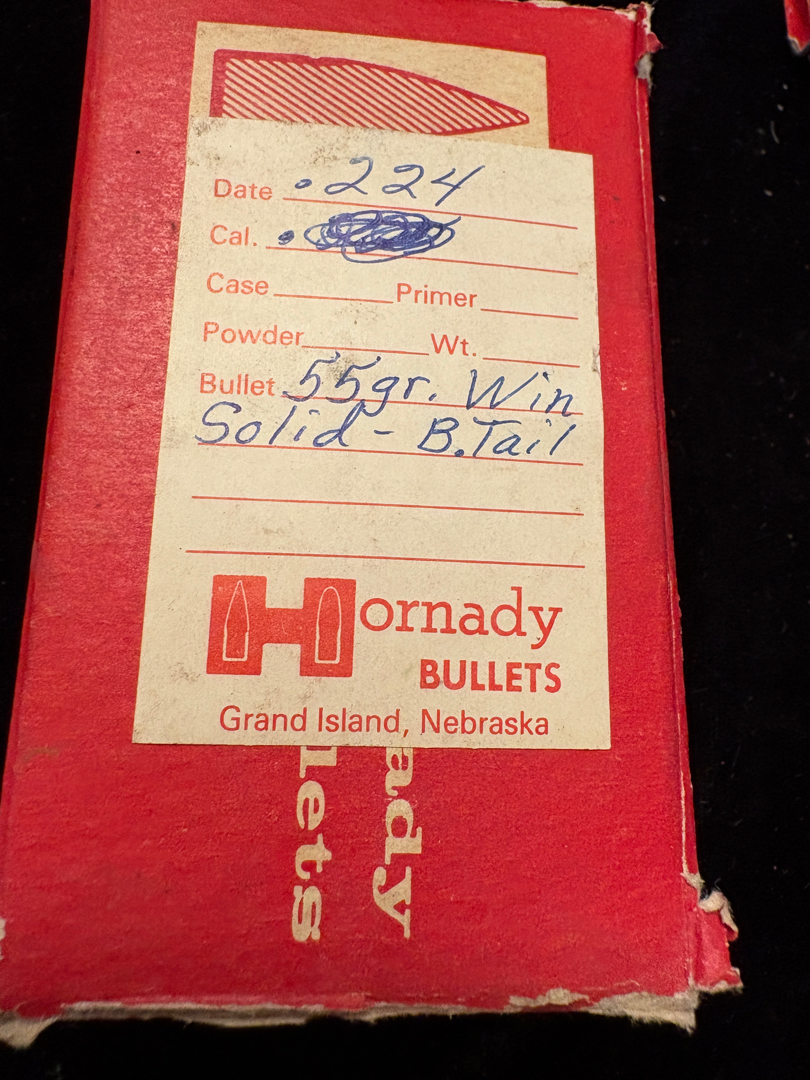 Date .224
Cal. .
Case Primer
Powder Wt.
Bullet 55gr. Win
Solid - B.Tail
Hornady
BULLETS
Grand Island, Nebraska
ady
lets